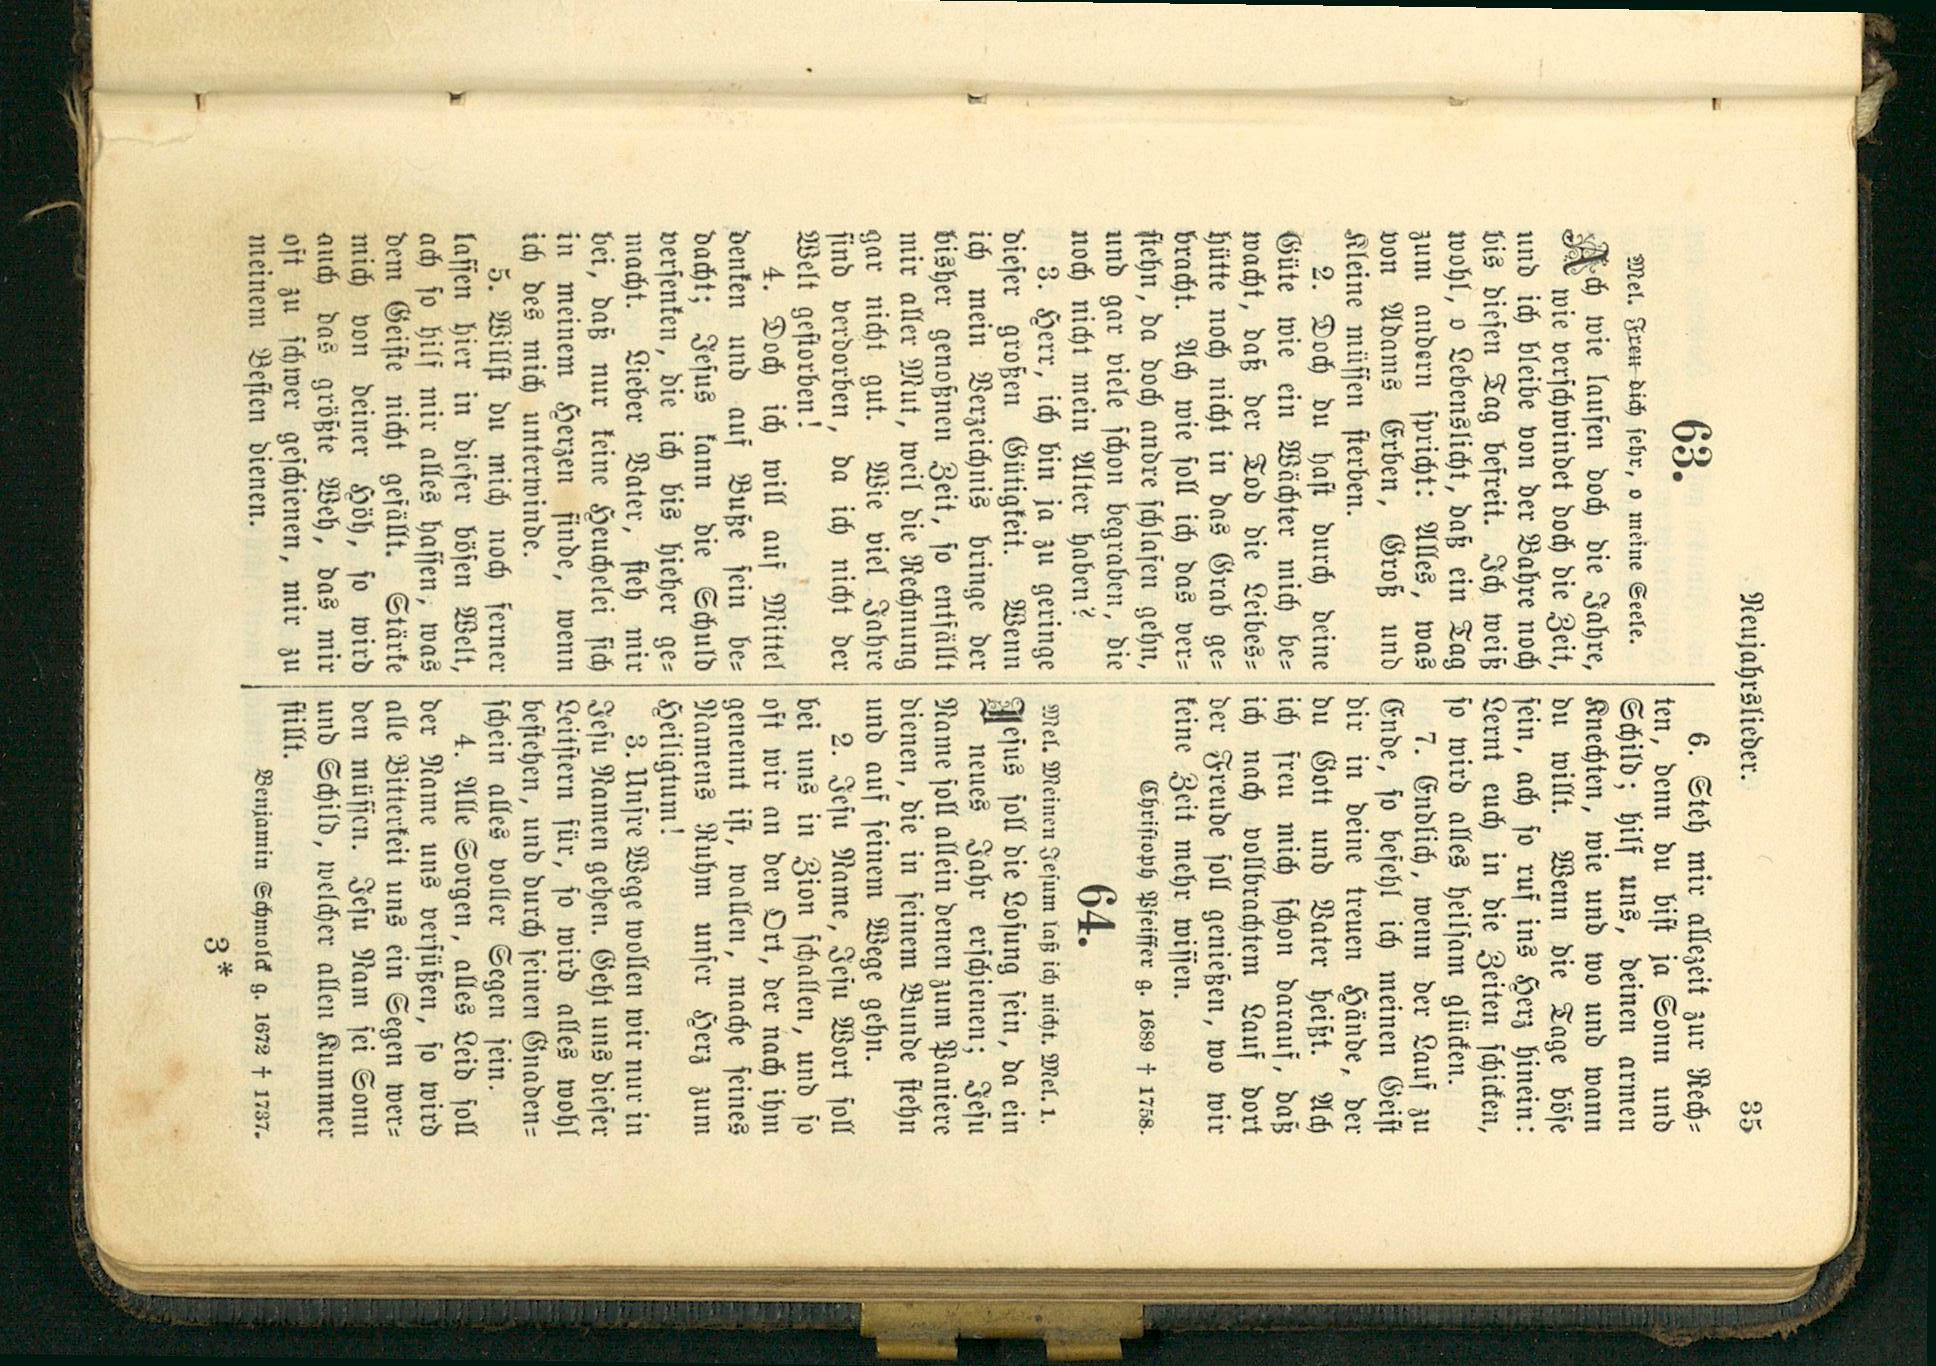 Neujahrslieder. 35
63.
Mel. Freu dich sehr, o meine Seele.
Ach wie laufen doch die Jahre,
wie verschwindet doch die Zeit,
und ich bleibe von der Bahre noch
bis diesen Tag befreit. Ich weiß
wohl, o Lebenslicht, daß ein Tag
zum andern spricht: Alles, was
von Adams Erben, Groß und
Kleine müssen sterben.
2. Doch du hast durch deine
Güte wie ein Wächter mich be=
wacht, daß der Tod die Leibes=
hütte noch nicht in das Grab ge=
bracht. Ach wie soll ich das ver=
stehn, da doch andre schlafen gehn,
und gar viele schon begraben, die
noch nicht mein Alter haben?
3. Herr, ich bin ja zu geringe
dieser großen Gütigkeit. Wenn
ich mein Verzeichnis bringe der
bisher genoßnen Zeit, so entfällt
mir aller Mut, weil die Rechnung
gar nicht gut. Wie viel Jahre
sind verdorben, da ich nicht der
Welt gestorben!
4. Doch ich will auf Mittel
denken und auf Buße sein be=
dacht; Jesus kann die Schuld
versenken, die ich bis hieher ge=
macht. Lieber Vater, steh mir
bei, daß nur keine Heuchelei sich
in meinem Herzen finde, wenn
ich des mich unterwinde.
5. Willst du mich noch ferner
lassen hier in dieser bösen Welt,
ach so hilf mir alles hassen, was
dem Geiste nicht gefällt. Stärke
mich von deiner Höh, so wird
auch das größte Weh, das mir
oft zu schwer geschienen, mir zu
meinem Besten dienen.
6. Steh mir allezeit zur Rech=
ten, denn du bist ja Sonn und
Schild; hilf uns, deinen armen
Knechten, wie und wo und wann
du willt. Wenn die Tage böse
sein, ach so ruf ins Herz hinein:
Lernt euch in die Zeiten schicken,
so wird alles heilsam glücken.
7. Endlich, wenn der Lauf zu
Ende, so befehl ich meinen Geist
dir in deine treuen Hände, der
du Gott und Vater heißt. Ach
ich freu mich schon darauf, daß
ich nach vollbrachtem Lauf dort
der Freude soll genießen, wo wir
keine Zeit mehr wissen.
Christoph Pfeiffer g. 1689 † 1758.
64.
Mel. Meinen Jesum laß ich nicht. Mel. 1.
Jesus soll die Losung sein, da ein
neues Jahr erschienen; Jesu
Name soll allein denen zum Paniere
dienen, die in seinem Bunde stehn
und auf seinem Wege gehn.
2. Jesu Name, Jesu Wort soll
bei uns in Zion schallen, und so
oft wir an den Ort, der nach ihm
genennt ist, wallen, mache seines
Namens Ruhm unser Herz zum
Heiligtum!
3. Unsre Wege wollen wir nur in
Jesu Namen gehen. Geht uns dieser
Leitstern für, so wird alles wohl
bestehen, und durch seinen Gnaden=
schein alles voller Segen sein.
4. Alle Sorgen, alles Leid soll
der Name uns versüßen, so wird
alle Bitterkeit uns ein Segen wer=
den müssen. Jesu Nam sei Sonn
und Schild, welcher allen Kummer
stillt.
Benjamin Schmolck g. 1672 † 1737.
3*